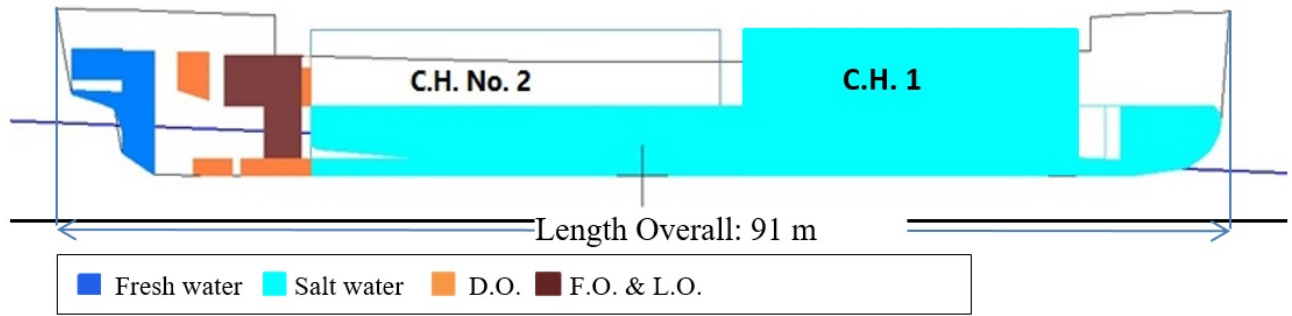 C.H. No. 2
C.H. 1
Length Overall: 91 m
Fresh water Salt water D.O. F.O. & L.O.